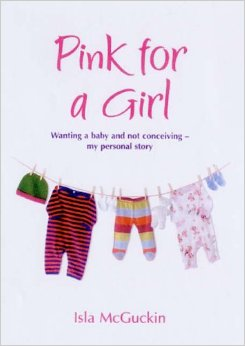 Pink for
a Girl
Wanting a baby and not conceiving –
my personal story
Isla McGuckin